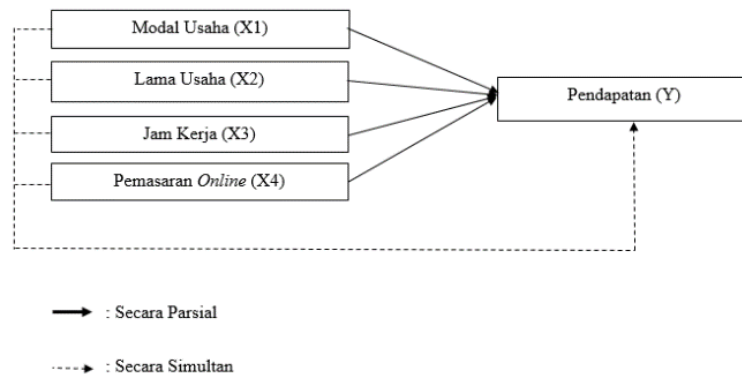 Modal Usaha (X1)
Lama Usaha (X2)
Pendapatan (Y)
Jam Kerja (X3)
Pemasaran Online (X4)
: Secara Parsial
: Secara Simultan